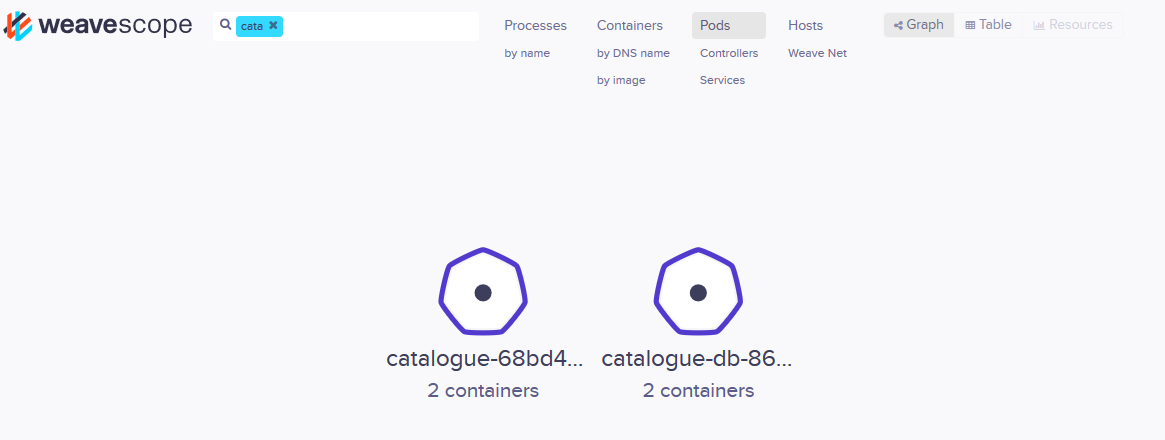 weavescope
cata
Processes Containers Pods Hosts
Graph Table Resources
by name by DNS name Controllers Weave Net
by image Services
catalogue-68bd4... catalogue-db-86...
2 containers 2 containers